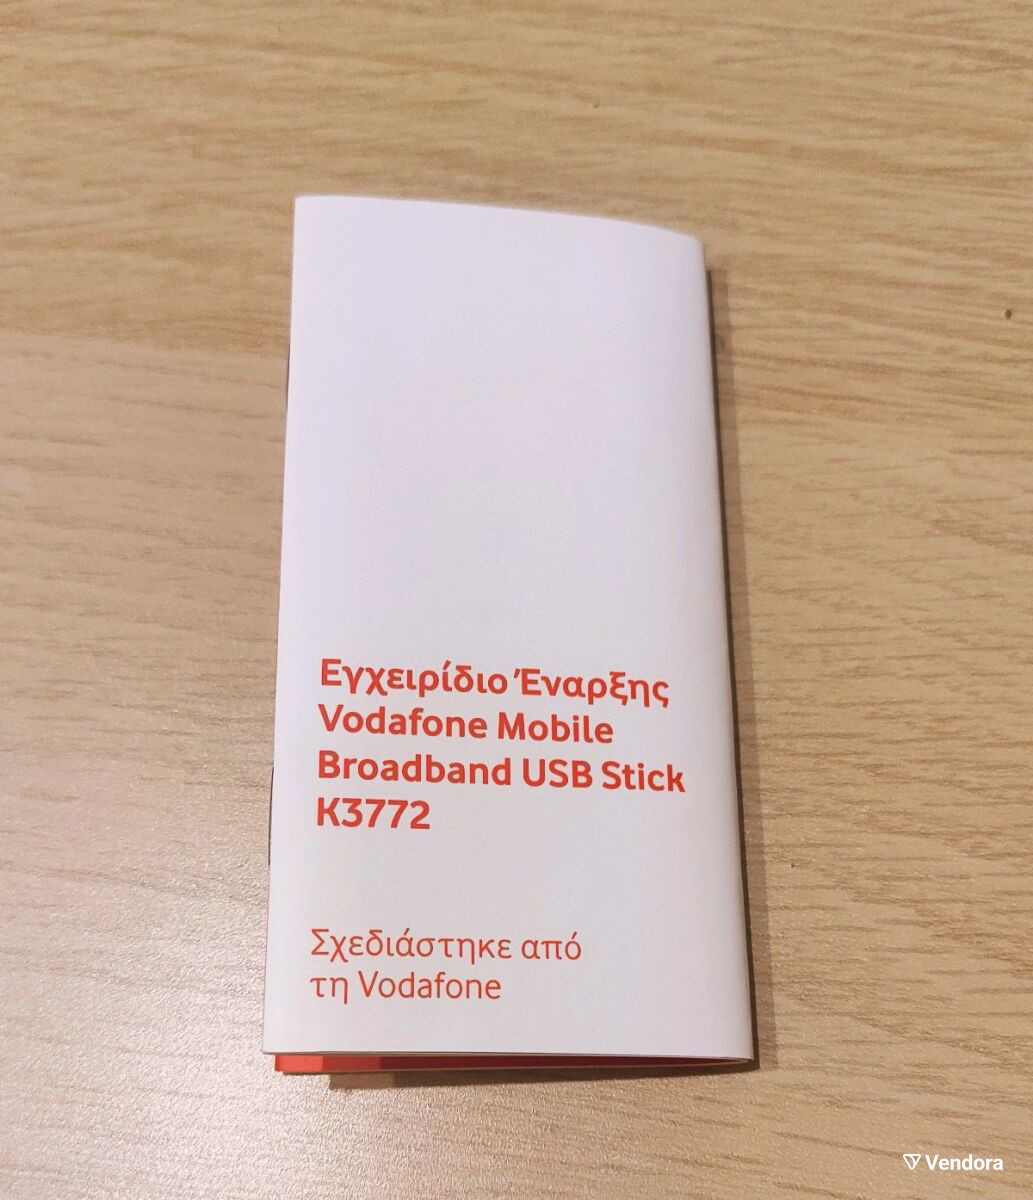 Εγχειρίδιο Έναρξης
Vodafone Mobile
Broadband USB Stick
K3772
Σχεδιάστηκε από
τη Vodafone
Vendora